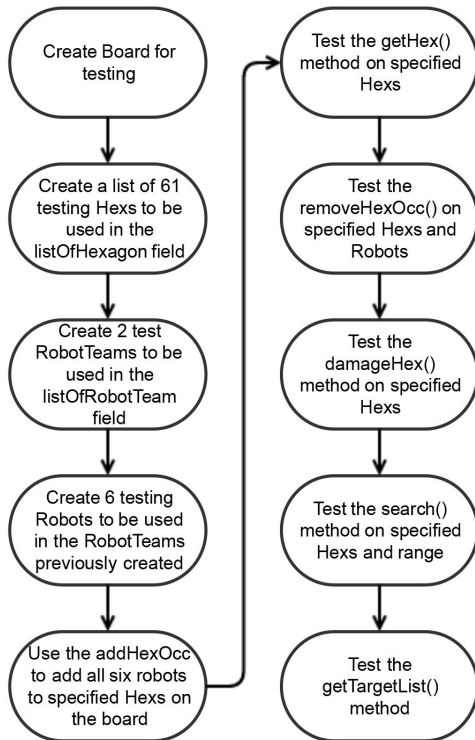 Create Board for
testing
Create a list of 61
testing Hexs to be
used in the
listOfHexagon field
Create 2 test
RobotTeams to be
used in the
listOfRobotTeam
field
Create 6 testing
Robots to be used
in the RobotTeams
previously created
Use the addHexOcc
to add all six robots
to specified Hexs on
the board
Test the getHex()
method on specified
Hexs
Test the
removeHexOcc() on
specified Hexs and
Robots
Test the
damageHex()
method on specified
Hexs
Test the search()
method on specified
Hexs and range
Test the
getTargetList()
method